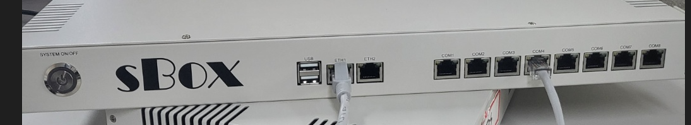 SYSTEM ON/OFF
sBox
USB
ETH1 ETH2
COM1 COM2 COM3 COM4 COM5 COM6 COM7 COM8